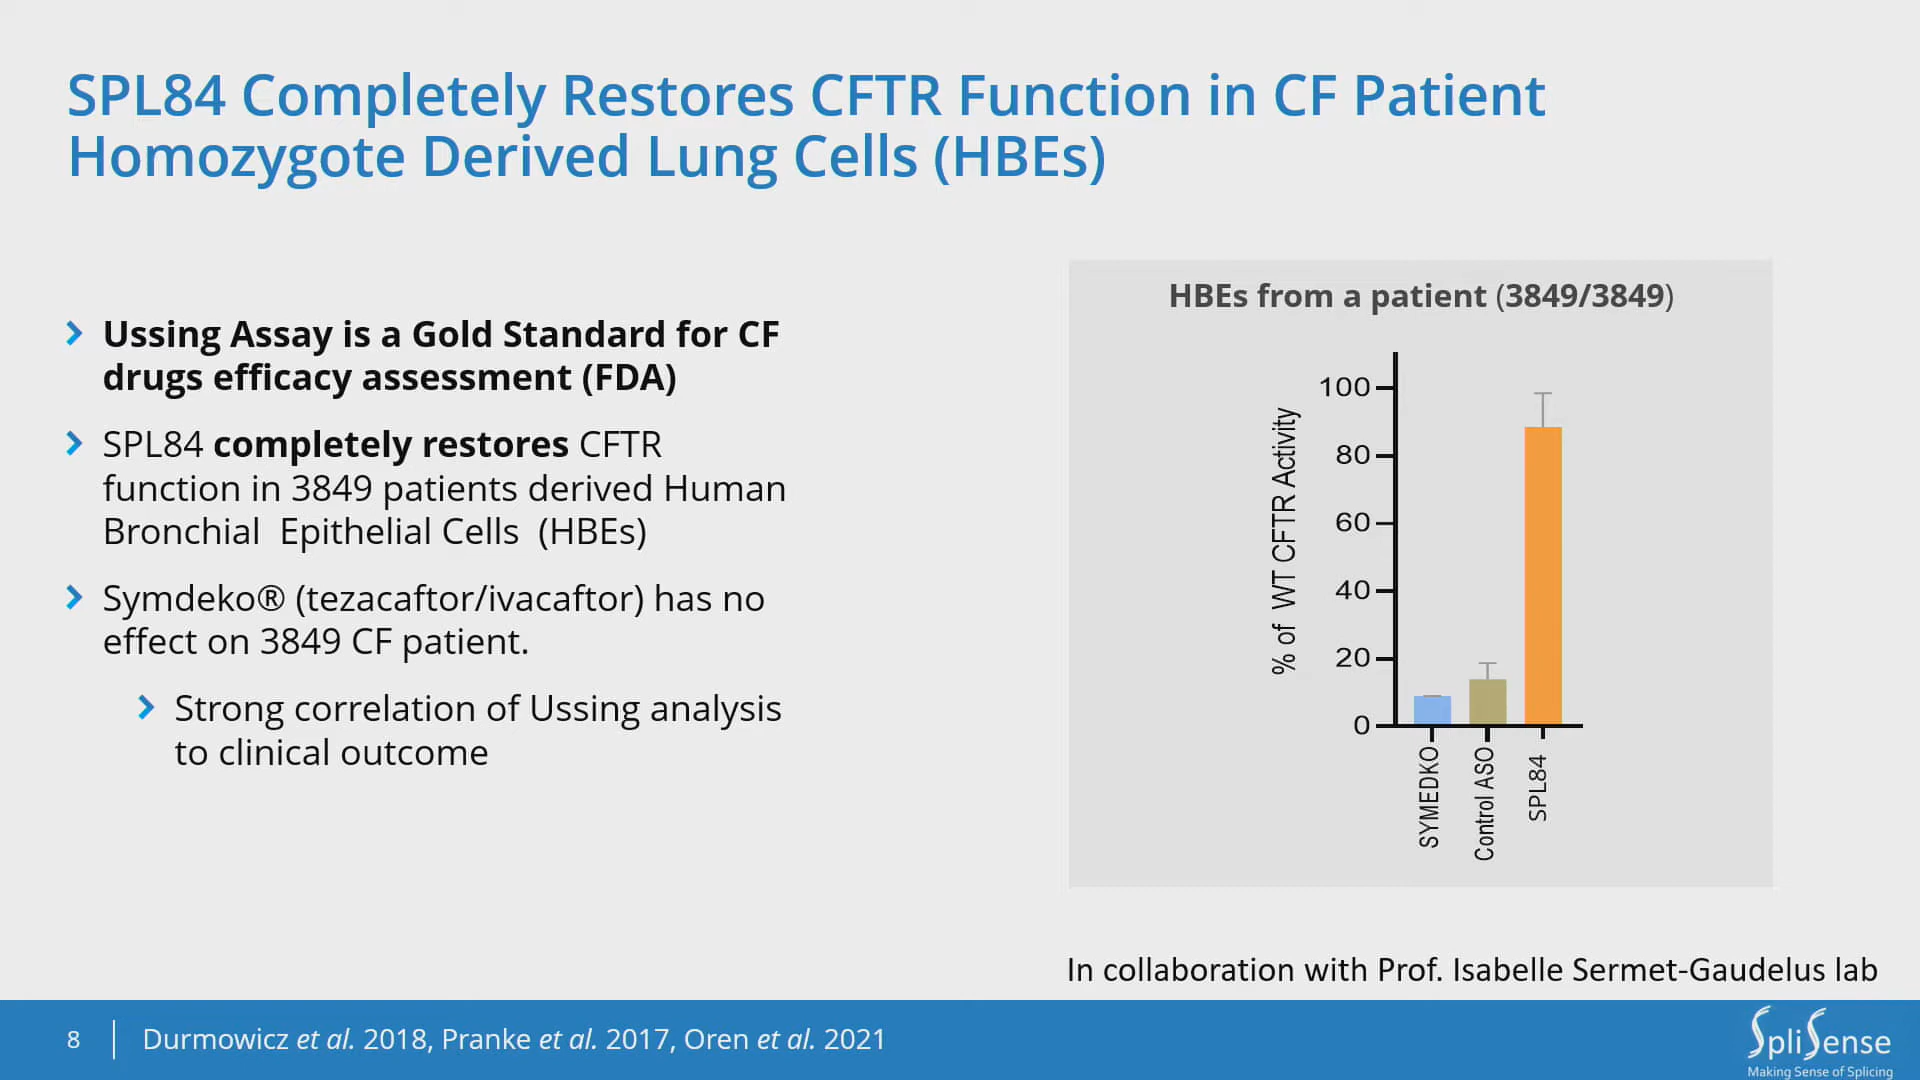 SPL84 Completely Restores CFTR Function in CF Patient
Homozygote Derived Lung Cells (HBEs)
Ussing Assay is a Gold Standard for CF
drugs efficacy assessment (FDA)
SPL84 completely restores CFTR
function in 3849 patients derived Human
Bronchial Epithelial Cells (HBEs)
Symdeko® (tezacaftor/ivacaftor) has no
effect on 3849 CF patient.
Strong correlation of Ussing analysis
to clinical outcome
HBEs from a patient (3849/3849)
% of WT CFTR Activity
100
80
60
40
20
0
SYMEDKO
Control ASO
SPL84
In collaboration with Prof. Isabelle Sermet-Gaudelus lab
8
Durmowicz et al. 2018, Pranke et al. 2017, Oren et al. 2021
SpliSense
Making Sense of Splicing